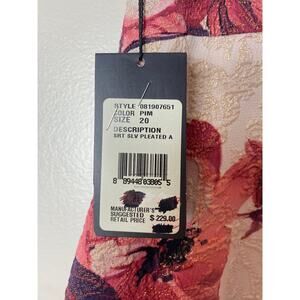 STYLE 081907651
COLOR PIM
SIZE 20
DESCRIPTION
SRT SLV PLEATED A
8 89448 03805 5
MANUFACTURER'S
SUGGESTED
RETAIL PRICE $ 229.00